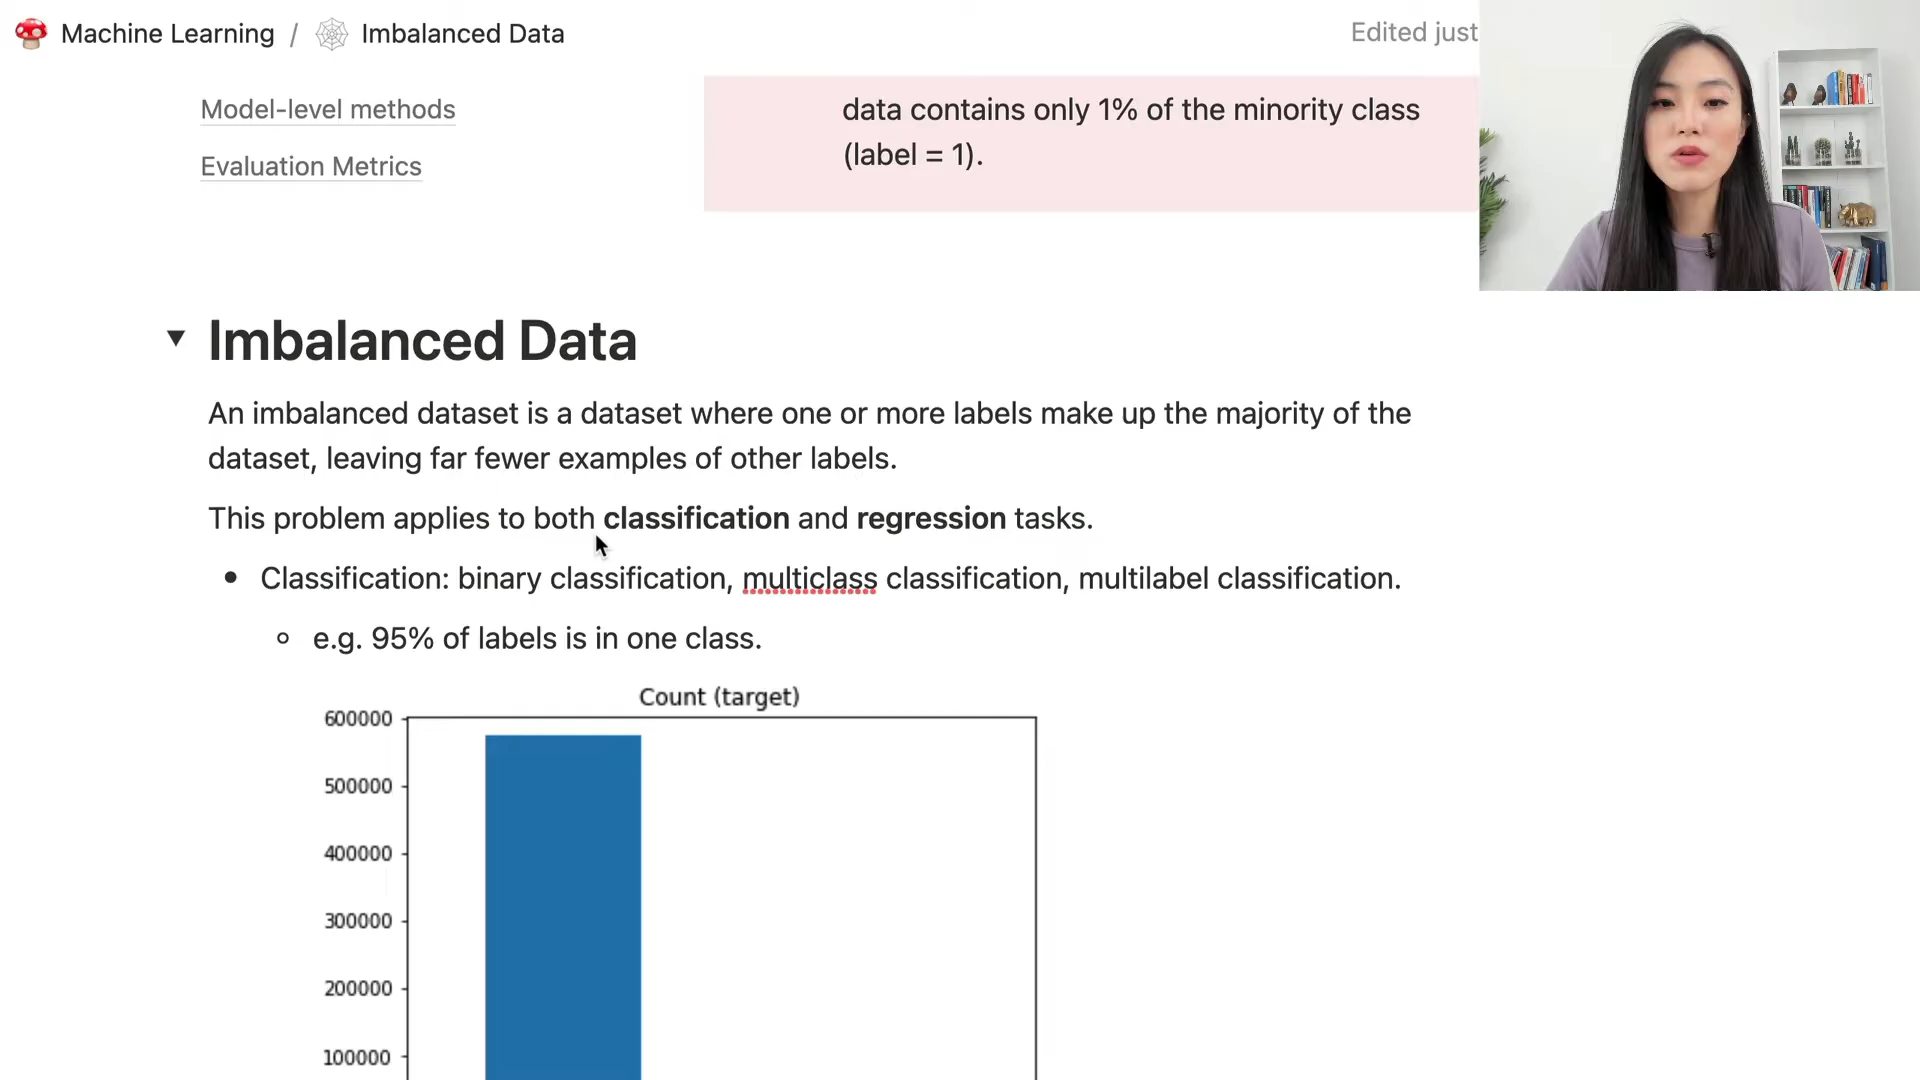 Machine Learning / Imbalanced Data
Edited just
Model-level methods
Evaluation Metrics
data contains only 1% of the minority class
(label = 1).
Imbalanced Data
An imbalanced dataset is a dataset where one or more labels make up the majority of the
dataset, leaving far fewer examples of other labels.
This problem applies to both classification and regression tasks.
Classification: binary classification, multiclass classification, multilabel classification.
e.g. 95% of labels is in one class.
Count (target)
600000
500000
400000
300000
200000
100000